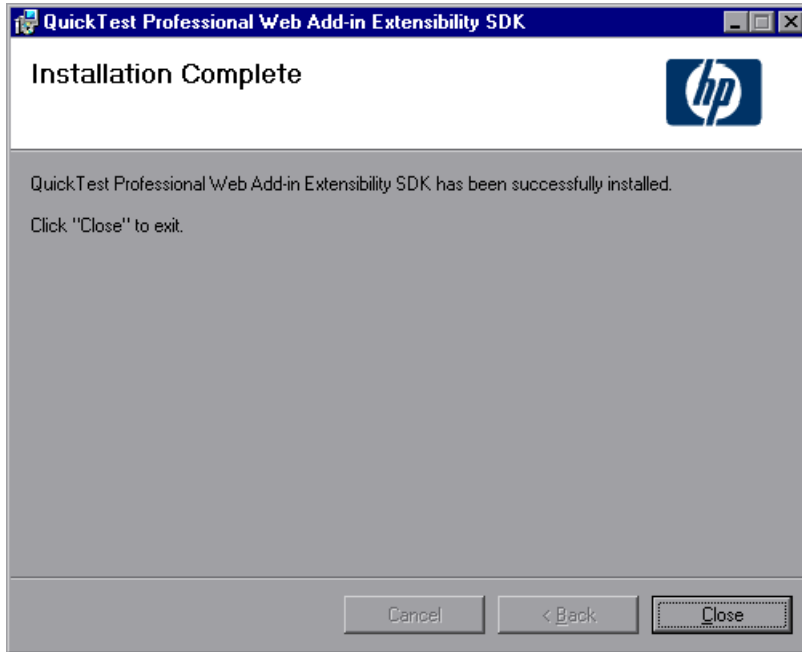 QuickTest Professional Web Add-in Extensibility SDK
Installation Complete
hp
QuickTest Professional Web Add-in Extensibility SDK has been successfully installed.
Click "Close" to exit.
Cancel
< Back
Close